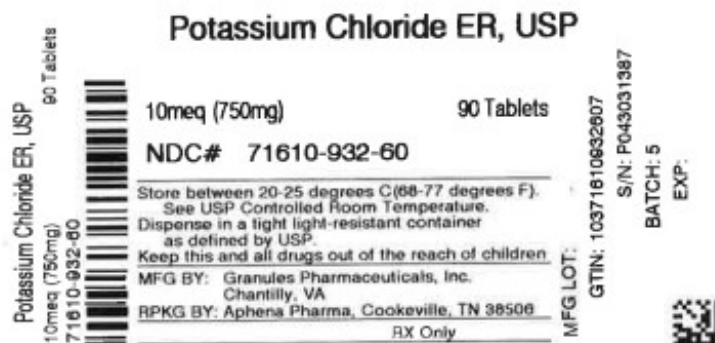 Potassium Chloride ER, USP
10meq (750mg) 90 Tablets
NDC# 71610-932-60
Store between 20-25 degrees C(68-77 degrees F).
See USP Controlled Room Temperature.
Dispense in a tight light-resistant container
as defined by USP.
Keep this and all drugs out of the reach of children
MFG BY: Granules Pharmaceuticals, Inc.
Chantilly, VA
RPKG BY: Aphena Pharma, Cookeville, TN 38506
RX Only
Potassium Chloride ER, USP 90 Tablets
10meq (750mg)
71610-932-60
MFG LOT:
GTIN: 10371610932607
S/N: P043031387
BATCH: 5
EXP: